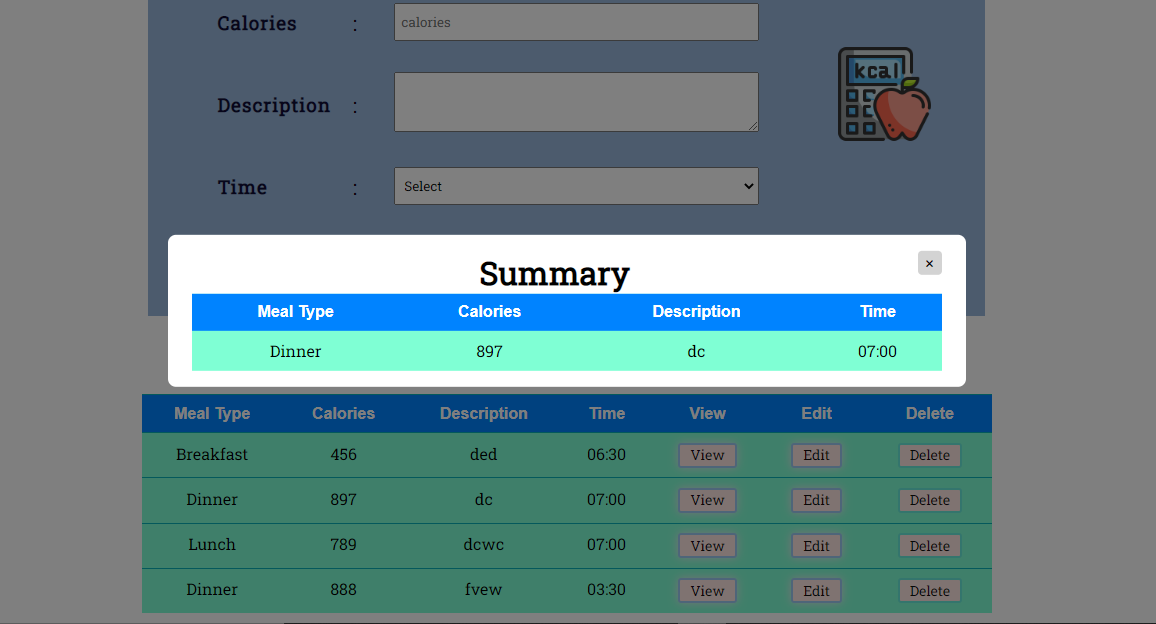 Calories : calories
kcal
Description :
Time : Select
Summary ×
Meal Type Calories Description Time
Dinner 897 dc 07:00
Meal Type Calories Description Time View Edit Delete
Breakfast 456 ded 06:30 View Edit Delete
Dinner 897 dc 07:00 View Edit Delete
Lunch 789 dcwc 07:00 View Edit Delete
Dinner 888 fvew 03:30 View Edit Delete